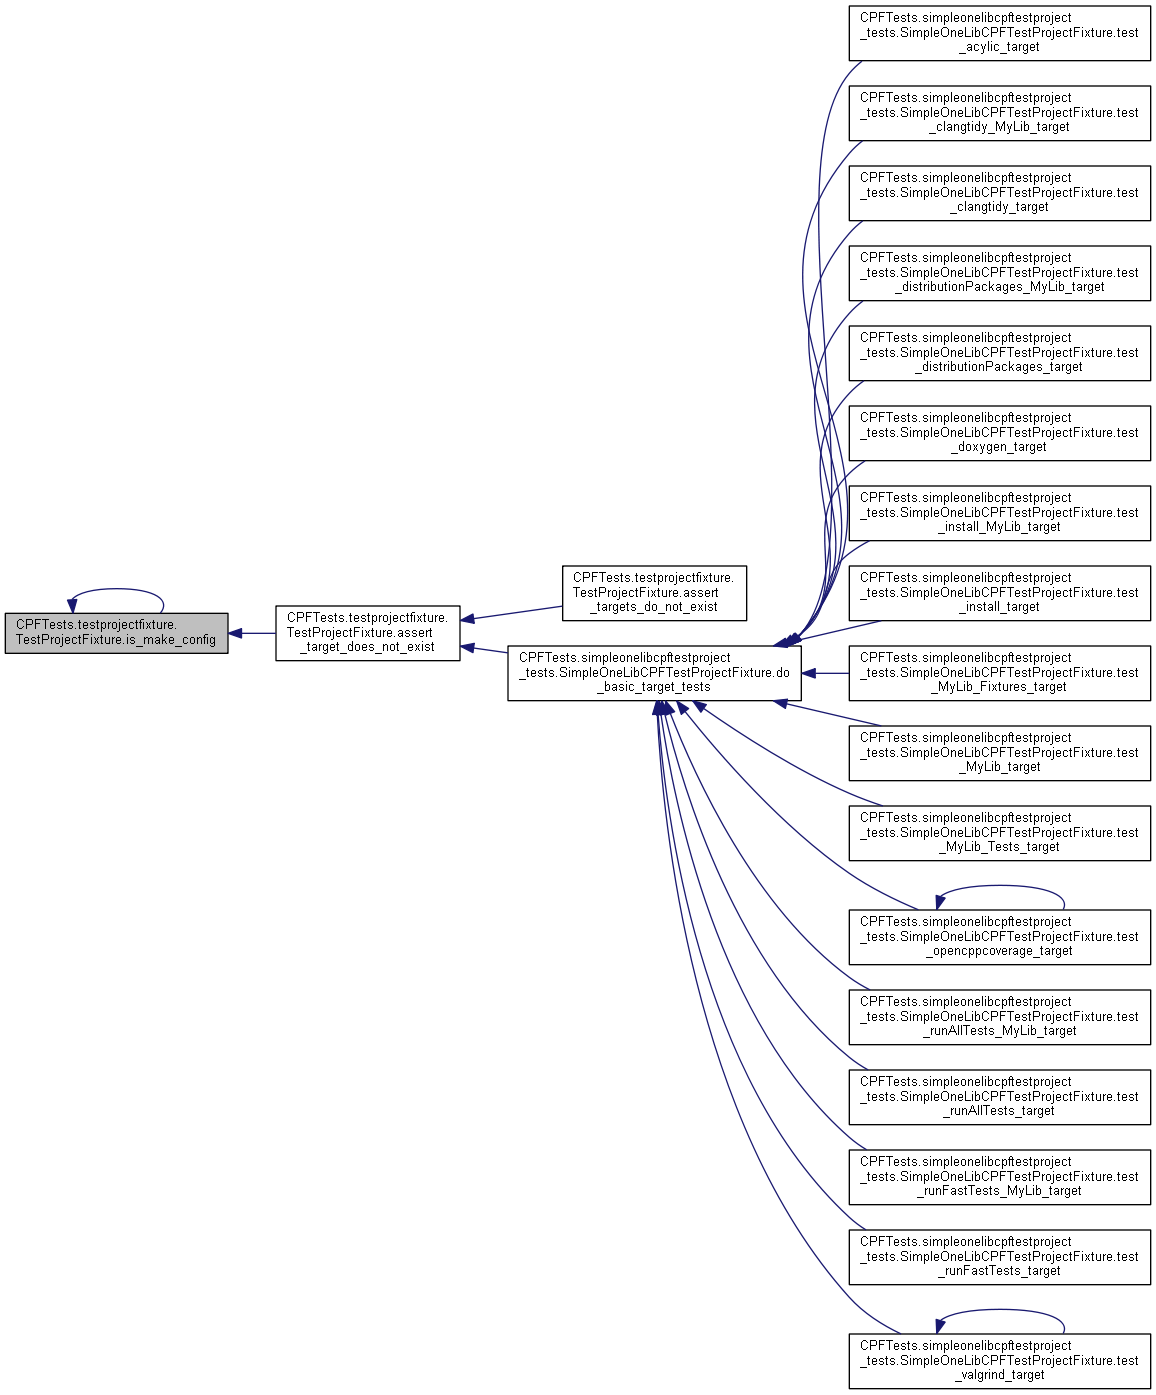 CPFTests.simpleonelibcpftestproject
_tests.SimpleOneLibCPFTestProjectFixture.test
_acylic_target
CPFTests.simpleonelibcpftestproject
_tests.SimpleOneLibCPFTestProjectFixture.test
_clangtidy_MyLib_target
CPFTests.simpleonelibcpftestproject
_tests.SimpleOneLibCPFTestProjectFixture.test
_clangtidy_target
CPFTests.simpleonelibcpftestproject
_tests.SimpleOneLibCPFTestProjectFixture.test
_distributionPackages_MyLib_target
CPFTests.simpleonelibcpftestproject
_tests.SimpleOneLibCPFTestProjectFixture.test
_distributionPackages_target
CPFTests.simpleonelibcpftestproject
_tests.SimpleOneLibCPFTestProjectFixture.test
_doxygen_target
CPFTests.simpleonelibcpftestproject
_tests.SimpleOneLibCPFTestProjectFixture.test
_install_MyLib_target
CPFTests.simpleonelibcpftestproject
_tests.SimpleOneLibCPFTestProjectFixture.test
_install_target
CPFTests.testprojectfixture.
TestProjectFixture.assert
_targets_do_not_exist
CPFTests.testprojectfixture.
TestProjectFixture.is_make_config
CPFTests.testprojectfixture.
TestProjectFixture.assert
_target_does_not_exist
CPFTests.simpleonelibcpftestproject
_tests.SimpleOneLibCPFTestProjectFixture.do
_basic_target_tests
CPFTests.simpleonelibcpftestproject
_tests.SimpleOneLibCPFTestProjectFixture.test
_MyLib_Fixtures_target
CPFTests.simpleonelibcpftestproject
_tests.SimpleOneLibCPFTestProjectFixture.test
_MyLib_target
CPFTests.simpleonelibcpftestproject
_tests.SimpleOneLibCPFTestProjectFixture.test
_MyLib_Tests_target
CPFTests.simpleonelibcpftestproject
_tests.SimpleOneLibCPFTestProjectFixture.test
_opencppcoverage_target
CPFTests.simpleonelibcpftestproject
_tests.SimpleOneLibCPFTestProjectFixture.test
_runAllTests_MyLib_target
CPFTests.simpleonelibcpftestproject
_tests.SimpleOneLibCPFTestProjectFixture.test
_runAllTests_target
CPFTests.simpleonelibcpftestproject
_tests.SimpleOneLibCPFTestProjectFixture.test
_runFastTests_MyLib_target
CPFTests.simpleonelibcpftestproject
_tests.SimpleOneLibCPFTestProjectFixture.test
_runFastTests_target
CPFTests.simpleonelibcpftestproject
_tests.SimpleOneLibCPFTestProjectFixture.test
_valgrind_target